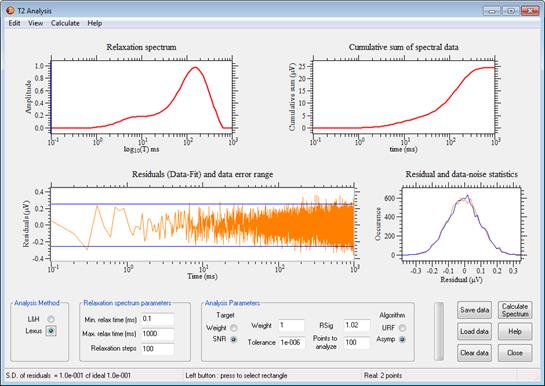 T2 Analysis
Edit View Calculate Help
Relaxation spectrum
Cumulative sum of spectral data
Amplitude
1.0
0.8
0.6
0.4
0.2
0.0
10^-1 10^0 10^1 10^2 10^3
log10(T) ms
Cumulative sum (µV)
25
20
15
10
5
0
10^-1 10^0 10^1 10^2 10^3
time (ms)
Residuals (Data-Fit) and data error range
Residual and data-noise statistics
Residuals (µV)
0.4
0.2
0.0
-0.2
-0.4
10^-1 10^0 10^1 10^2 10^3
Time (ms)
Occurence
600
400
200
0
-0.3 -0.2 -0.1 0.0 0.1 0.2 0.3
Residual (µV)
Analysis Method
L&H
Lexus
Relaxation spectrum parameters
Min. relax time (ms) 0.1
Max. relax time (ms) 1000
Relaxation steps 100
Analysis Parameters
Target
Weight
SNR
Weight 1
Tolerance 1e-006
RSig 1.02
Points to analyze 100
Algorithm
URF
Asymp
Save data
Calculate Spectrum
Load data
Help
Clear data
Close
S.D. of residuals = 1.0e-001 cf ideal 1.0e-001
Left button : press to select rectangle
Real: 2 points